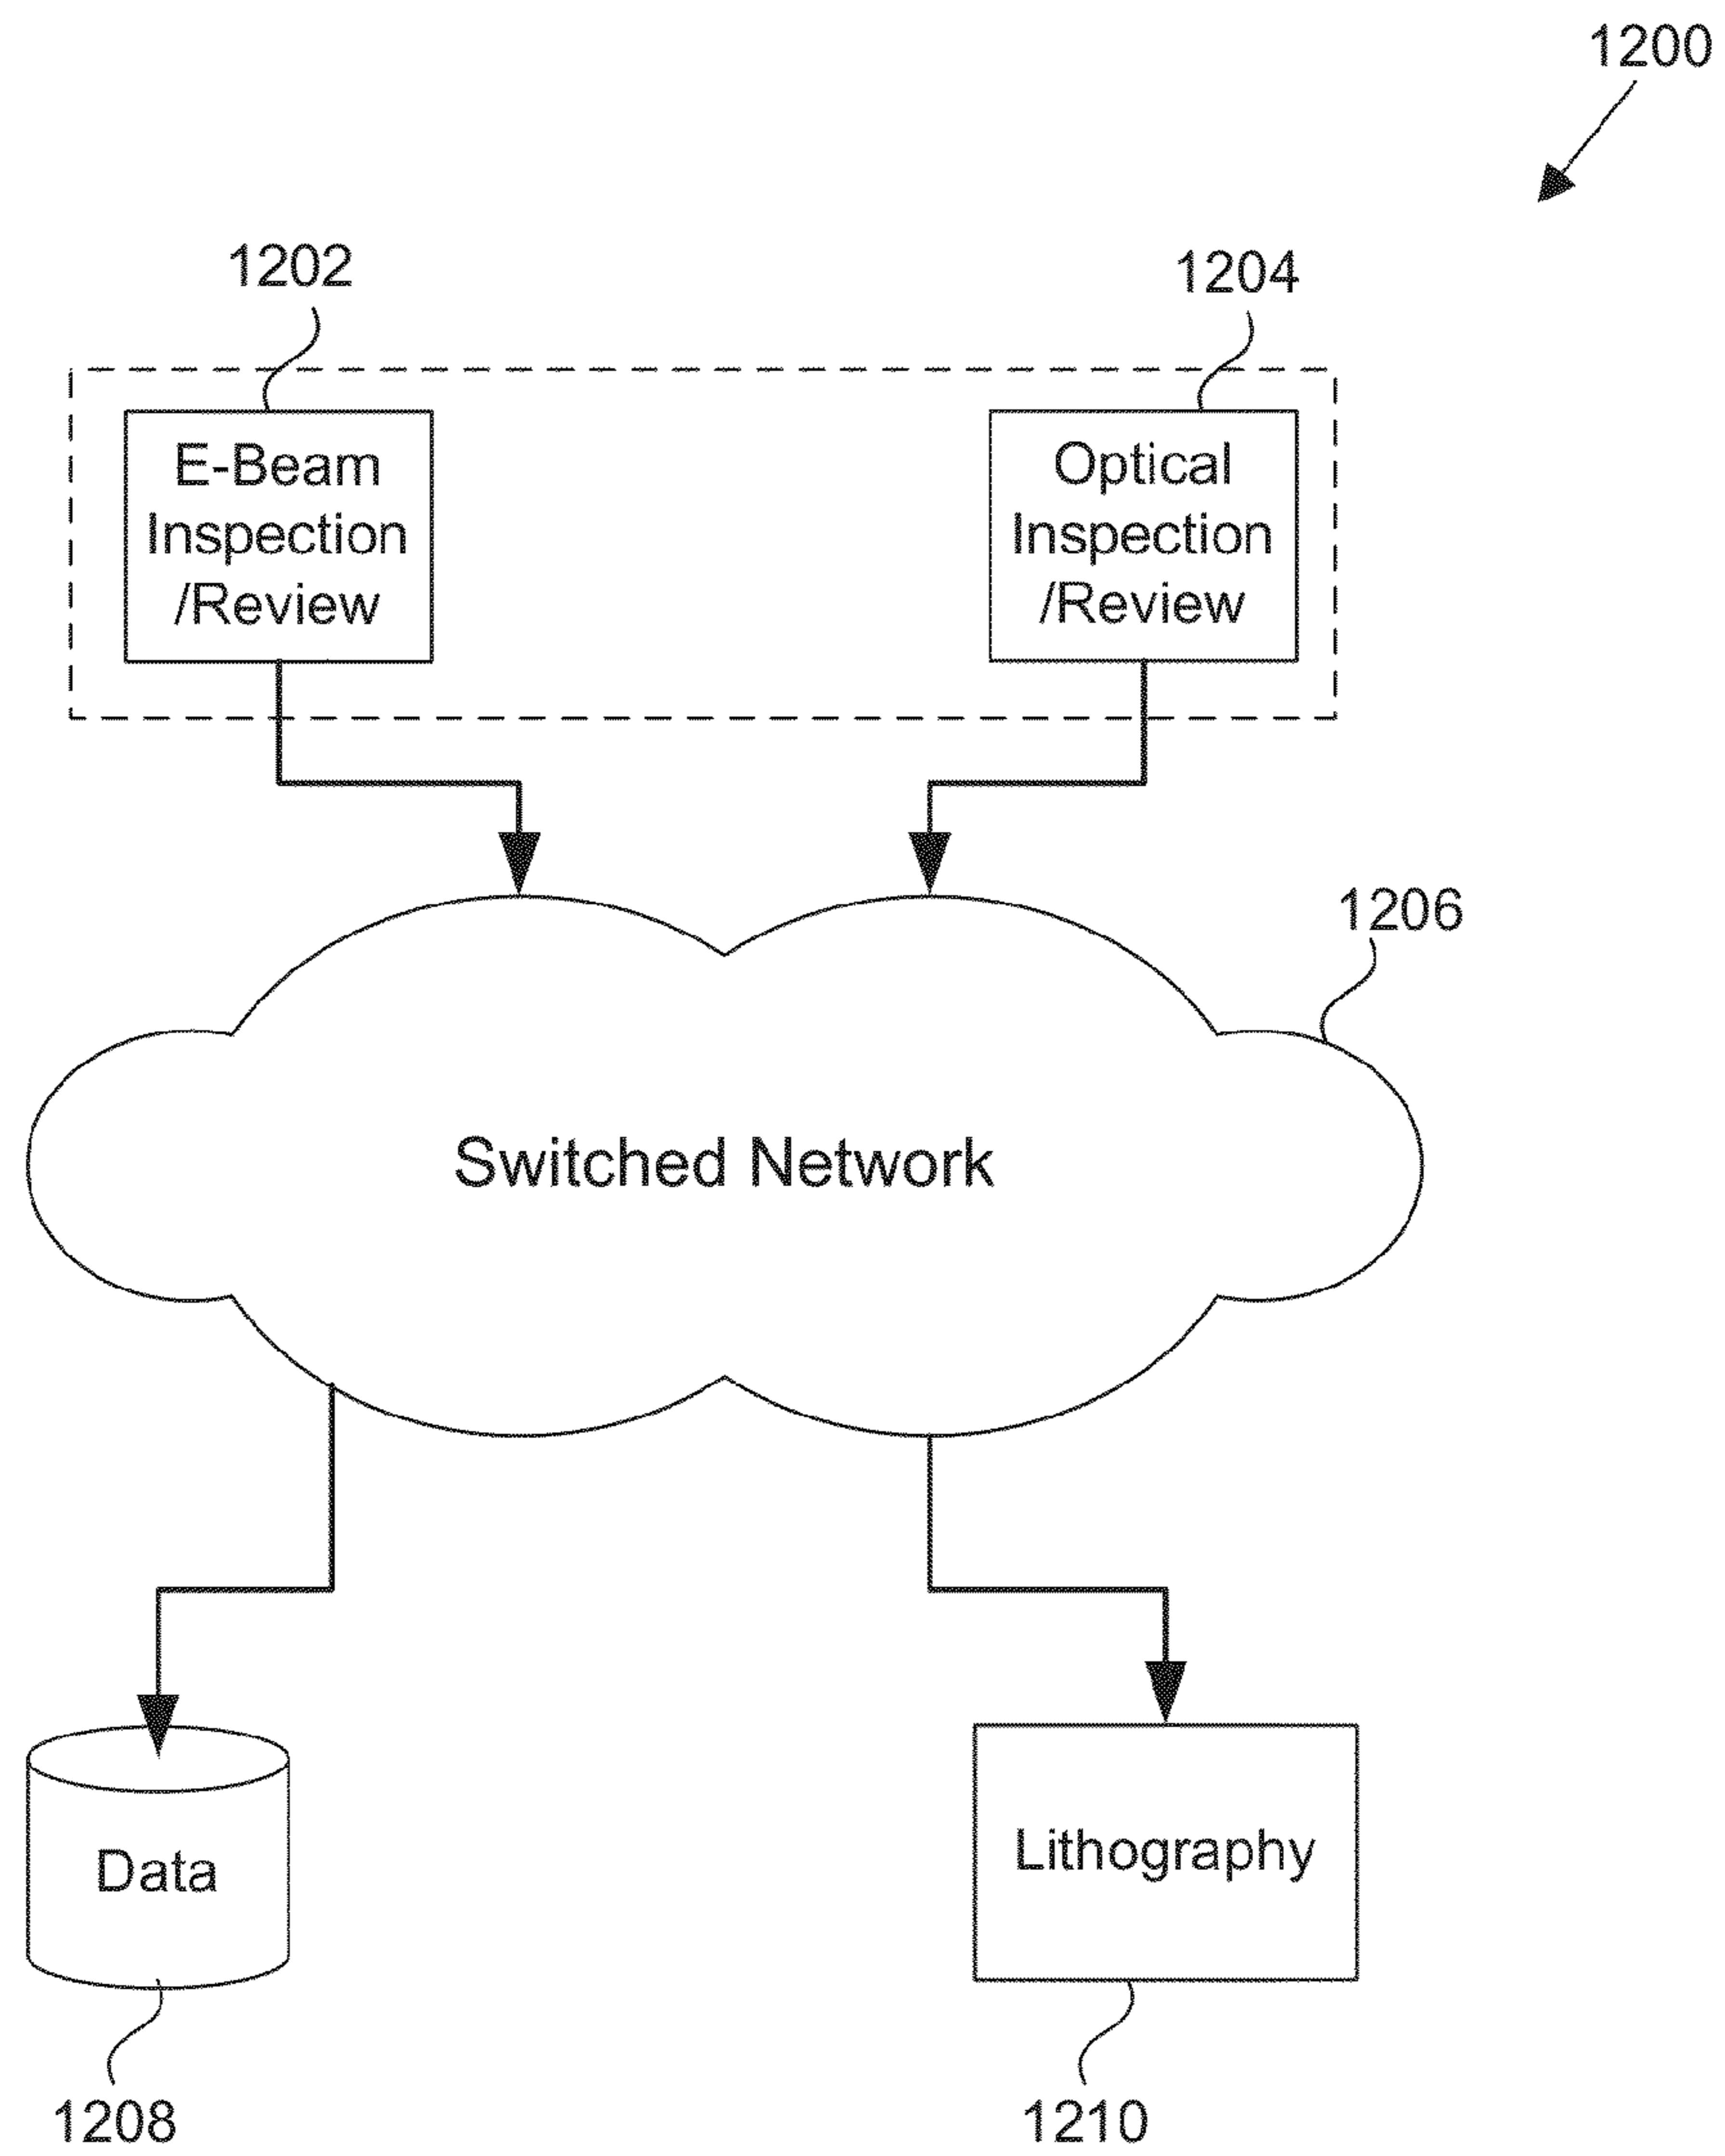 1200
1202
1204
E-Beam
Inspection
/Review
Optical
Inspection
/Review
1206
Switched Network
Data
Lithography
1208
1210